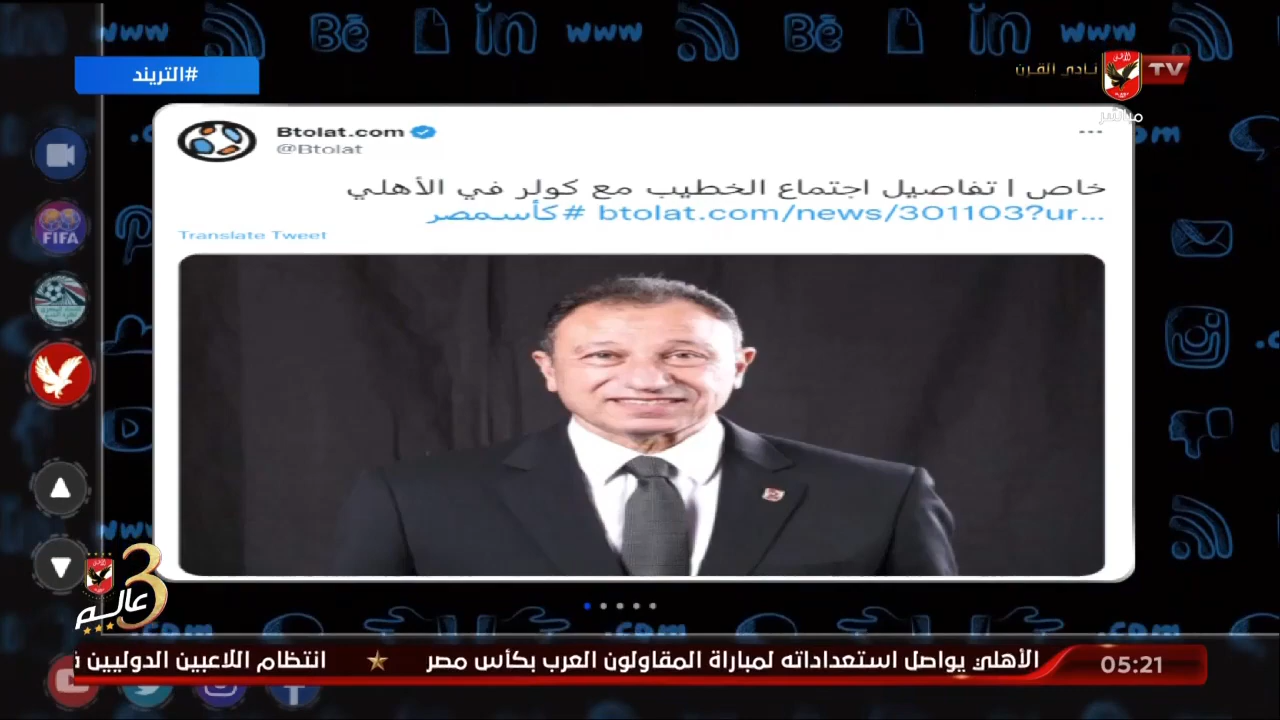 #التريند
نادي القرن
TV
مباشر
Btolat.com
@Btolat
خاص | تفاصيل اجتماع الخطيب مع كولر في الأهلي
btolat.com/news/301103?ur... #كأس_مصر
Translate Tweet
FIFA
3
عالم
الأهلي يواصل استعداداته لمباراة المقاولون العرب بكأس مصر
انتظام اللاعبين الدوليين
05:21